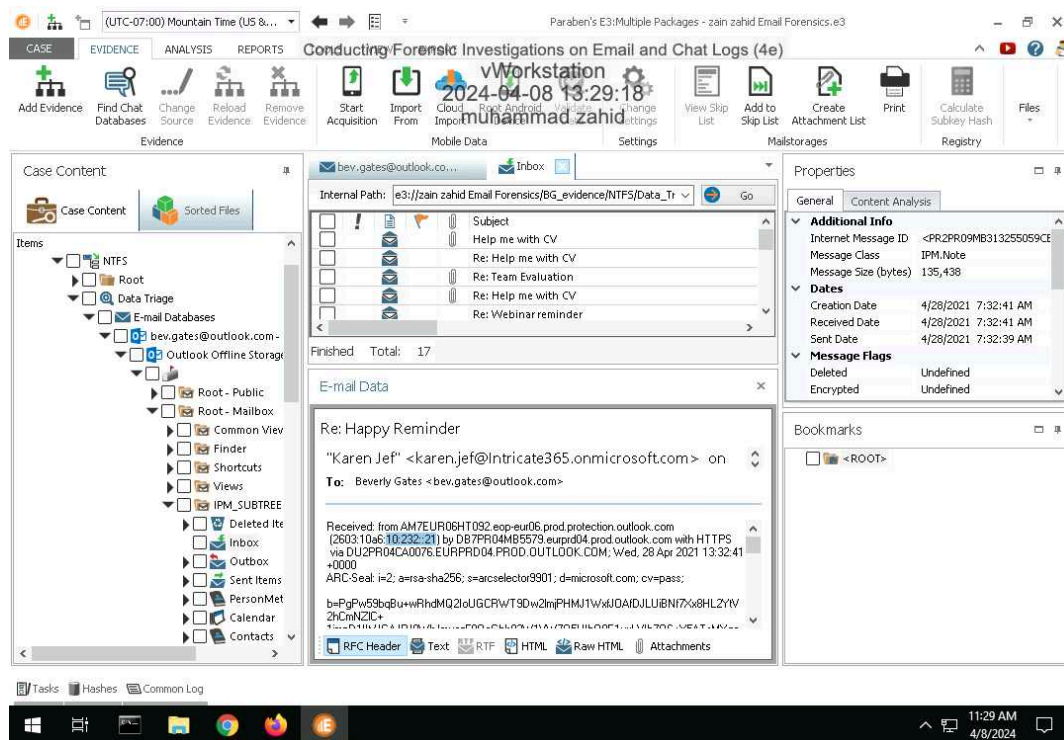 (UTC-07:00) Mountain Time (US &...
Paraben's E3:Multiple Packages - zain zahid Email Forensics.e3
CASE EVIDENCE ANALYSIS REPORTS
Conducting Forensic Investigations on Email and Chat Logs (4e)
vWorkstation
2024-04-08 13:29:18
muhammad zahid
Add Evidence
Find Chat Databases
Change Source
Reload Evidence
Remove Evidence
Start Acquisition
Import From
Cloud Import
Root Android
Change Settings
View Skip List
Add to Skip List
Create Attachment List
Print
Calculate Subkey Hash
Files
Evidence
Mobile Data
Settings
Mailstorages
Registry
Case Content
Case Content
Sorted Files
Items
NTFS
Root
Data Triage
E-mail Databases
bev.gates@outlook.com -
Outlook Offline Storage
Root - Public
Root - Mailbox
Common View
Finder
Shortcuts
Views
IPM_SUBTREE
Deleted Ite
Inbox
Outbox
Sent Items
PersonMet
Calendar
Contacts
bev.gates@outlook.co...
Inbox
Internal Path: e3://zain zahid Email Forensics/BG_evidence/NTFS/Data_Tr
Go
Subject
Help me with CV
Re: Help me with CV
Re: Team Evaluation
Re: Help me with CV
Re: Webinar reminder
Finished Total: 17
E-mail Data
Re: Happy Reminder
"Karen Jef" <karen.jef@Intricate365.onmicrosoft.com> on
To: Beverly Gates <bev.gates@outlook.com>
Received: from AM7EUR06HT092.eop-eur06.prod.protection.outlook.com
(2603:10a6:10:232::21) by DB7PR04MB5579.eurprd04.prod.outlook.com with HTTPS
via DU2PR04CA0076.EURPRD04.PROD.OUTLOOK.COM; Wed, 28 Apr 2021 13:32:41
+0000
ARC-Seal: i=2; a=rsa-sha256; s=arcselector9901; d=microsoft.com; cv=pass;
b=PgPw59bqBu+wRhdMQ2IoUGCRWT9Dw2lmjPHMJ1WxfJOAfDJLUiBNf7Xx8HL2YtV
2hCmNZlC+
RFC Header
Text
RTF
HTML
Raw HTML
Attachments
Properties
General
Content Analysis
Additional Info
Internet Message ID <PR2PR09MB313255059CE
Message Class IPM.Note
Message Size (bytes) 135,438
Dates
Creation Date 4/28/2021 7:32:41 AM
Received Date 4/28/2021 7:32:41 AM
Sent Date 4/28/2021 7:32:39 AM
Message Flags
Deleted Undefined
Encrypted Undefined
Bookmarks
<ROOT>
Tasks Hashes Common Log
11:29 AM
4/8/2024